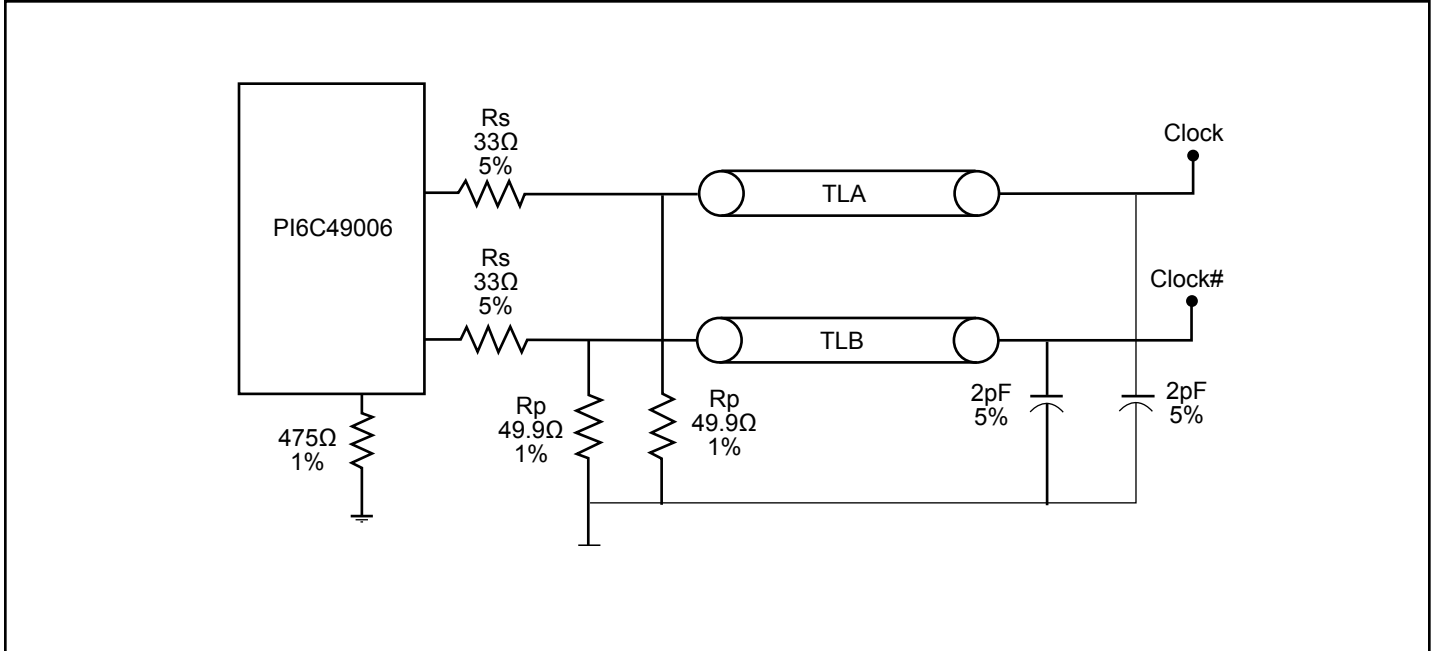 Rs
33Ω
5%
Clock
TLA
PI6C49006
Rs
33Ω
5%
Clock#
TLB
475Ω
1%
Rp
49.9Ω
1%
Rp
49.9Ω
1%
2pF
5%
2pF
5%